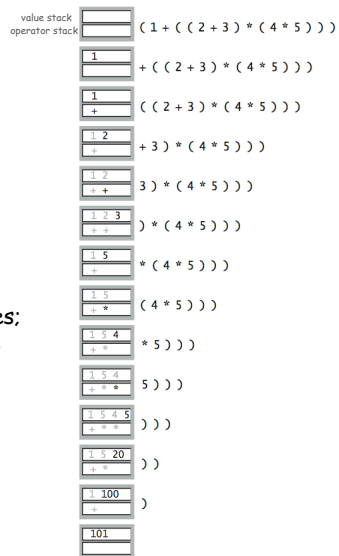 value stack
operator stack
( 1 + ( ( 2 + 3 ) * ( 4 * 5 ) ) )
1
+ ( ( 2 + 3 ) * ( 4 * 5 ) ) )
1
+
( ( 2 + 3 ) * ( 4 * 5 ) ) )
1 2
+
+ 3 ) * ( 4 * 5 ) ) )
1 2
+ +
3 ) * ( 4 * 5 ) ) )
1 2 3
+ +
) * ( 4 * 5 ) ) )
1 5
+
* ( 4 * 5 ) ) )
1 5
+ *
( 4 * 5 ) ) )
es;
1 5 4
+ *
* 5 ) ) )
1 5 4
+ * *
5 ) ) )
1 5 4 5
+ * *
) ) )
1 5 20
+ *
) )
1 100
+
)
101